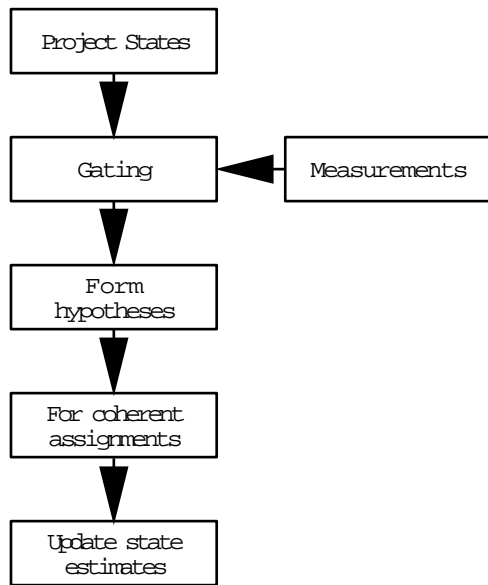 Project States
Gating
Measurements
Form
hypotheses
For coherent
assignments
Update state
estimates